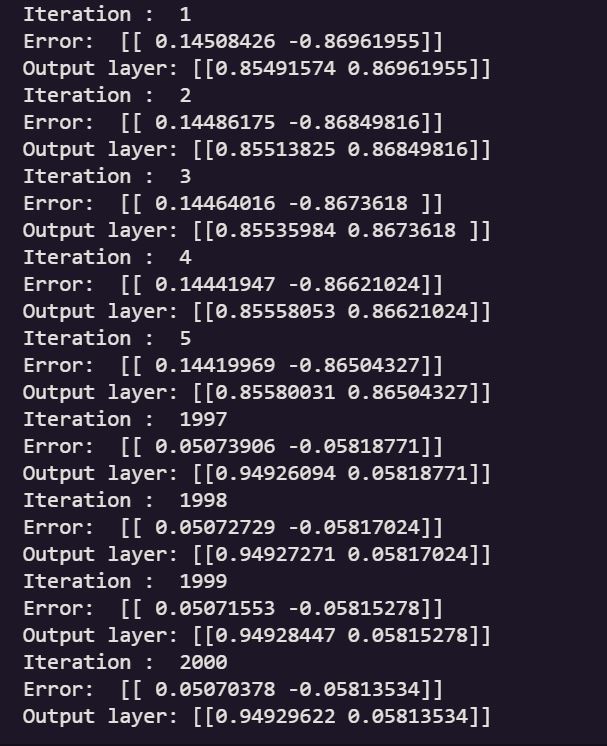 Iteration :  1
Error:  [[ 0.14508426 -0.86961955]]
Output layer: [[0.85491574 0.86961955]]
Iteration :  2
Error:  [[ 0.14486175 -0.86849816]]
Output layer: [[0.85513825 0.86849816]]
Iteration :  3
Error:  [[ 0.14464016 -0.8673618 ]]
Output layer: [[0.85535984 0.8673618 ]]
Iteration :  4
Error:  [[ 0.14441947 -0.86621024]]
Output layer: [[0.85558053 0.86621024]]
Iteration :  5
Error:  [[ 0.14419969 -0.86504327]]
Output layer: [[0.85580031 0.86504327]]
Iteration :  1997
Error:  [[ 0.05073906 -0.05818771]]
Output layer: [[0.94926094 0.05818771]]
Iteration :  1998
Error:  [[ 0.05072729 -0.05817024]]
Output layer: [[0.94927271 0.05817024]]
Iteration :  1999
Error:  [[ 0.05071553 -0.05815278]]
Output layer: [[0.94928447 0.05815278]]
Iteration :  2000
Error:  [[ 0.05070378 -0.05813534]]
Output layer: [[0.94929622 0.05813534]]